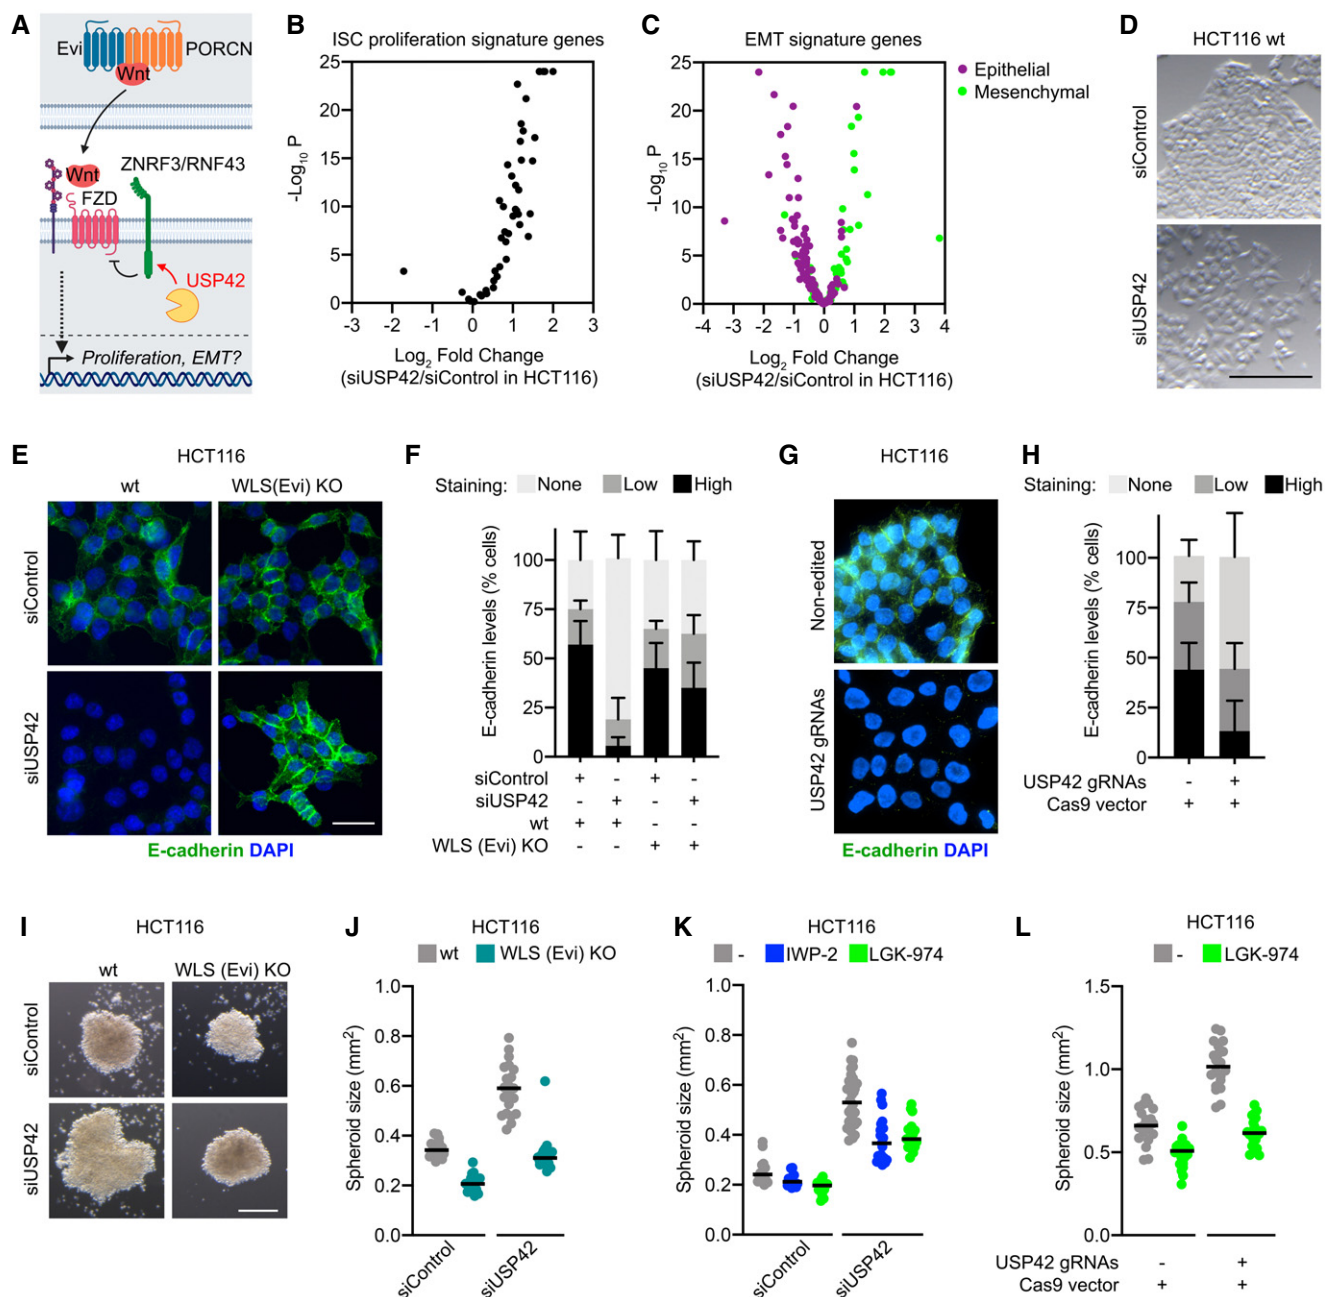 A
Evi
PORCN
Wnt
ZNRF3/RNF43
Wnt
FZD
USP42
Proliferation, EMT?
B
ISC proliferation signature genes
-Log10 P
25
20
15
10
5
0
-3 -2 -1 0 1 2 3
Log2 Fold Change
(siUSP42/siControl in HCT116)
C
EMT signature genes
Epithelial
Mesenchymal
-Log10 P
25
20
15
10
5
0
-4 -3 -2 -1 0 1 2 3 4
Log2 Fold Change
(siUSP42/siControl in HCT116)
D
HCT116 wt
siControl
siUSP42
E
HCT116
wt WLS(Evi) KO
siControl
siUSP42
E-cadherin DAPI
F
Staining: None Low High
E-cadherin levels (% cells)
100
75
50
25
0
siControl + - + -
siUSP42 - + - +
wt + + - -
WLS (Evi) KO - - + +
G
HCT116
Non-edited
USP42 gRNAs
E-cadherin DAPI
H
Staining: None Low High
E-cadherin levels (% cells)
100
75
50
25
0
USP42 gRNAs - +
Cas9 vector + +
I
HCT116
wt WLS (Evi) KO
siControl
siUSP42
J
HCT116
wt WLS (Evi) KO
Spheroid size (mm2)
1.0
0.8
0.6
0.4
0.2
0.0
siControl siUSP42
K
HCT116
- IWP-2 LGK-974
Spheroid size (mm2)
1.0
0.8
0.6
0.4
0.2
0.0
siControl siUSP42
L
HCT116
- LGK-974
Spheroid size (mm2)
1.5
1.0
0.5
0.0
USP42 gRNAs - +
Cas9 vector + +